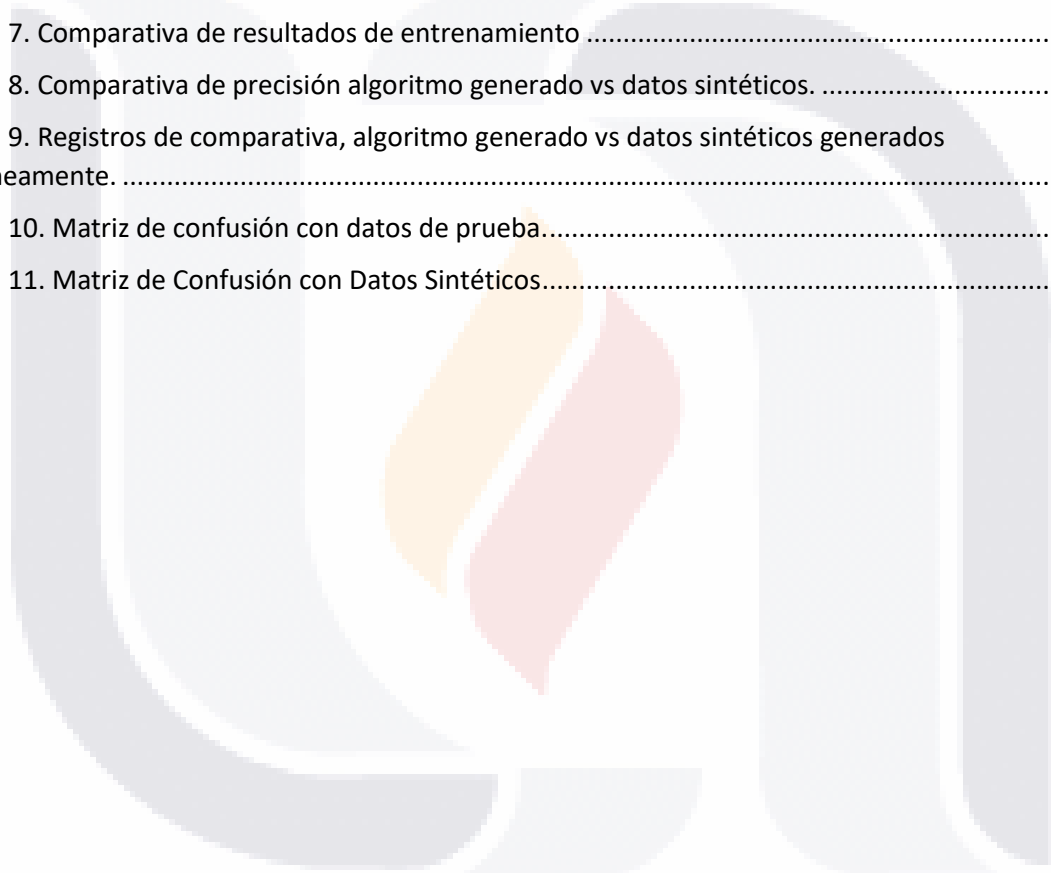 7. Comparativa de resultados de entrenamiento ...............................................................
8. Comparativa de precisión algoritmo generado vs datos sintéticos. ...............................
9. Registros de comparativa, algoritmo generado vs datos sintéticos generados
neamente. ................................................................................................................................
10. Matriz de confusión con datos de prueba......................................................................
11. Matriz de Confusión con Datos Sintéticos......................................................................